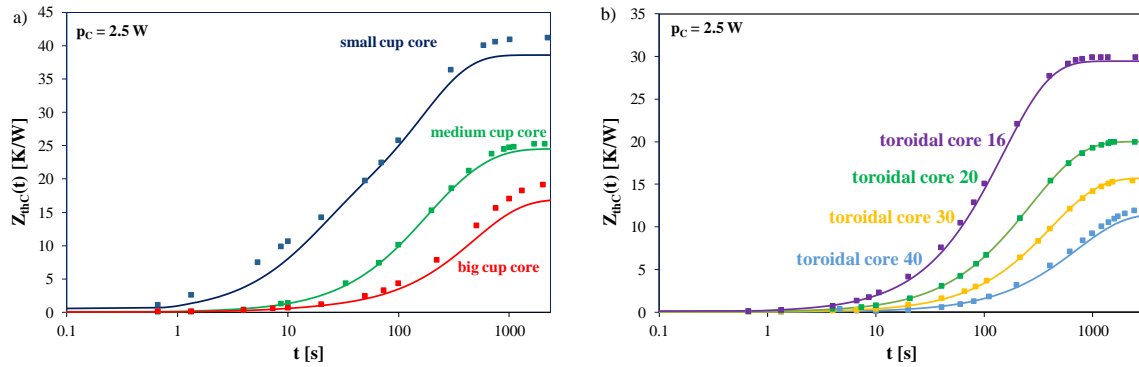 a)
p_C = 2.5 W
45
40
35
30
25
20
15
10
5
0
Z_thC(t) [K/W]
small cup core
medium cup core
big cup core
0.1 1 10 100 1000
t [s]
b)
p_C = 2.5 W
35
30
25
20
15
10
5
0
Z_thC(t) [K/W]
toroidal core 16
toroidal core 20
toroidal core 30
toroidal core 40
0.1 1 10 100 1000
t [s]